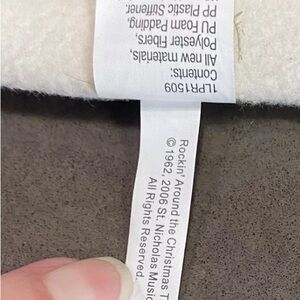 1LPR1509
Contents:
All new materials,
Polyester Fibers,
PU Foam Padding,
PP Plastic Stiffener.
Rockin' Around the Christmas T
© 1962, 2006 St. Nicholas Music
All Rights Reserved.